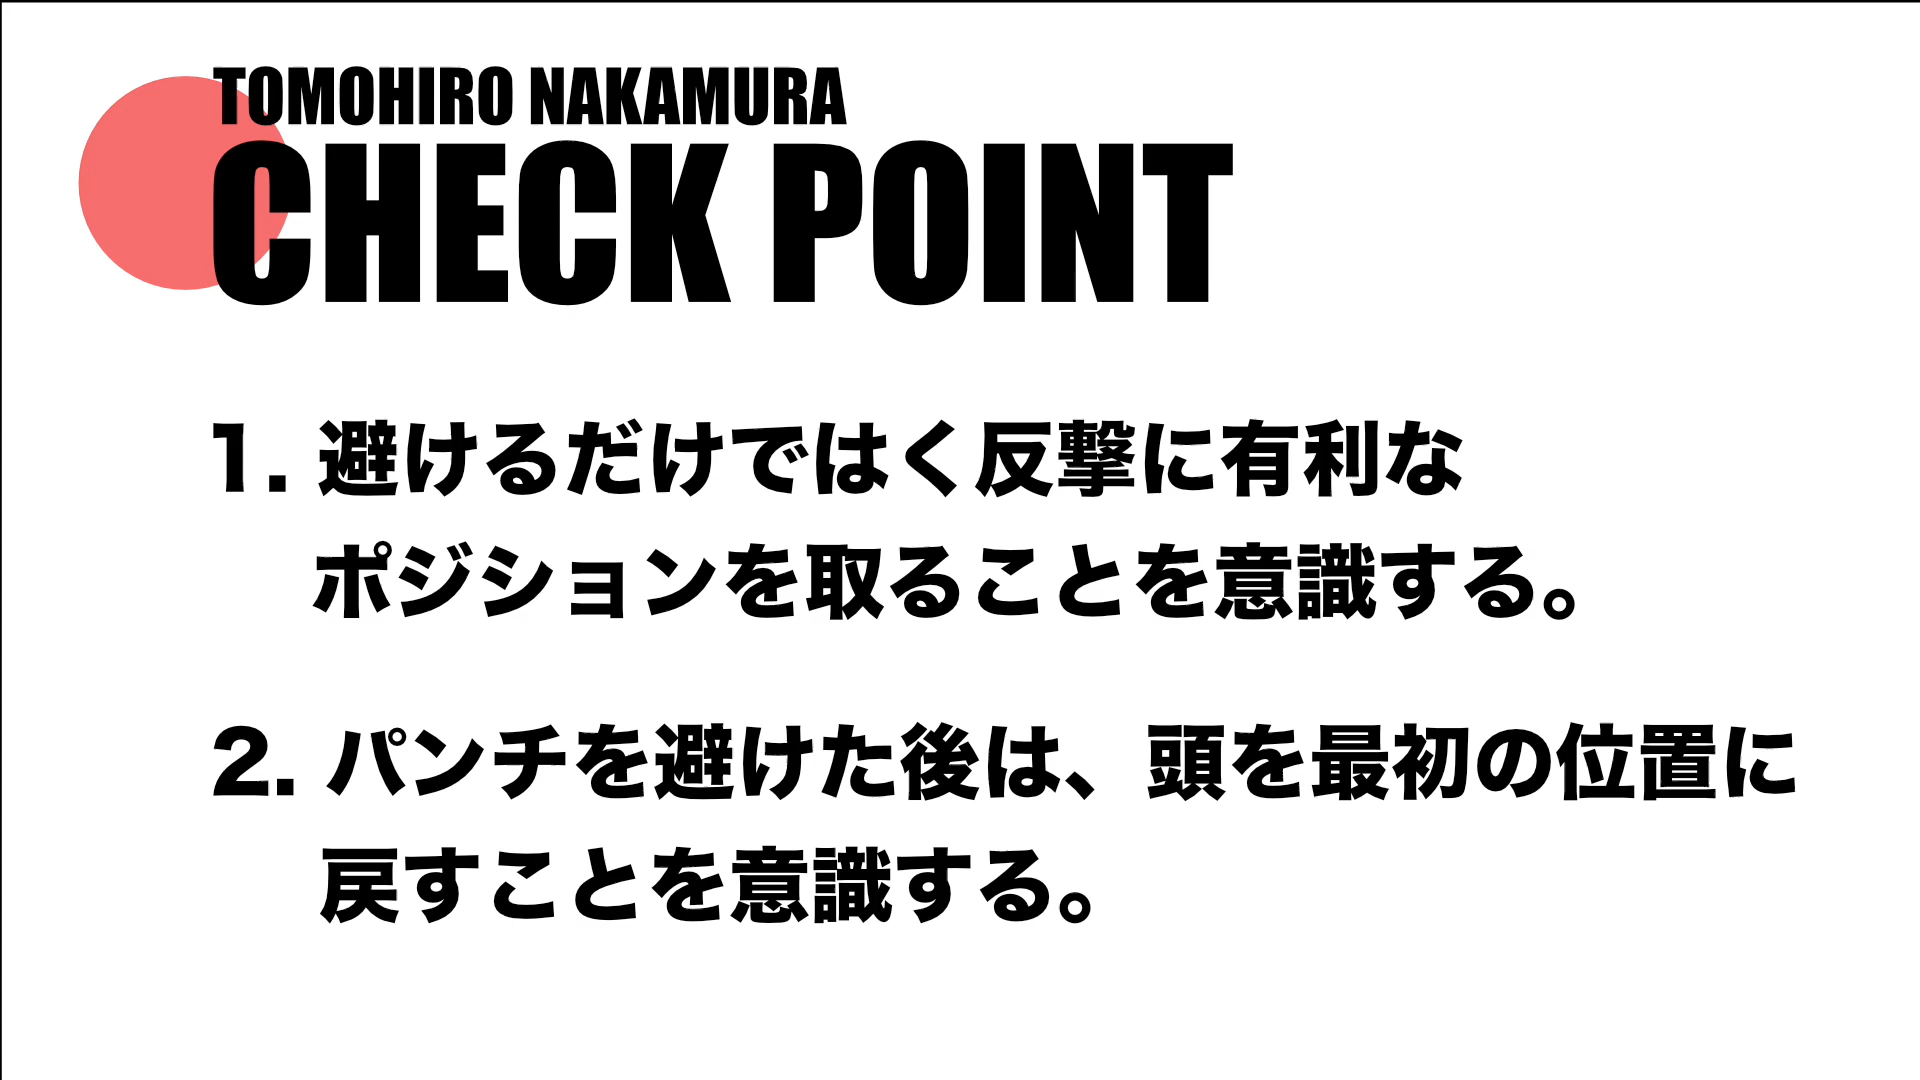 TOMOHIRO NAKAMURA
CHECK POINT
1. 避けるだけではく反撃に有利な
ポジションを取ることを意識する。
2. パンチを避けた後は、頭を最初の位置に
戻すことを意識する。